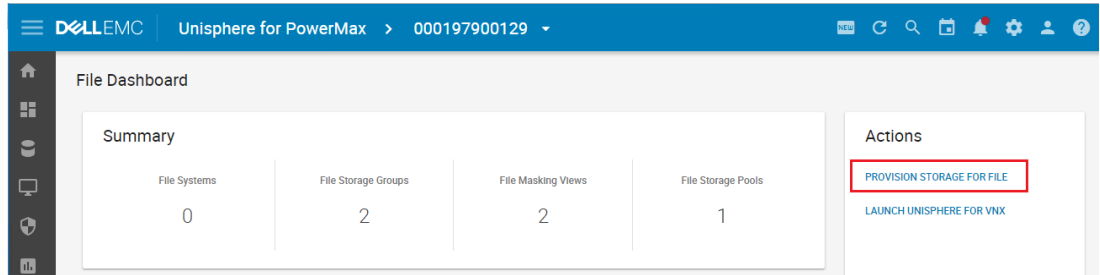 DELLEMC Unisphere for PowerMax > 000197900129
NEW
File Dashboard
Summary
Actions
File Systems
File Storage Groups
File Masking Views
File Storage Pools
0
2
2
1
PROVISION STORAGE FOR FILE
LAUNCH UNISPHERE FOR VNX